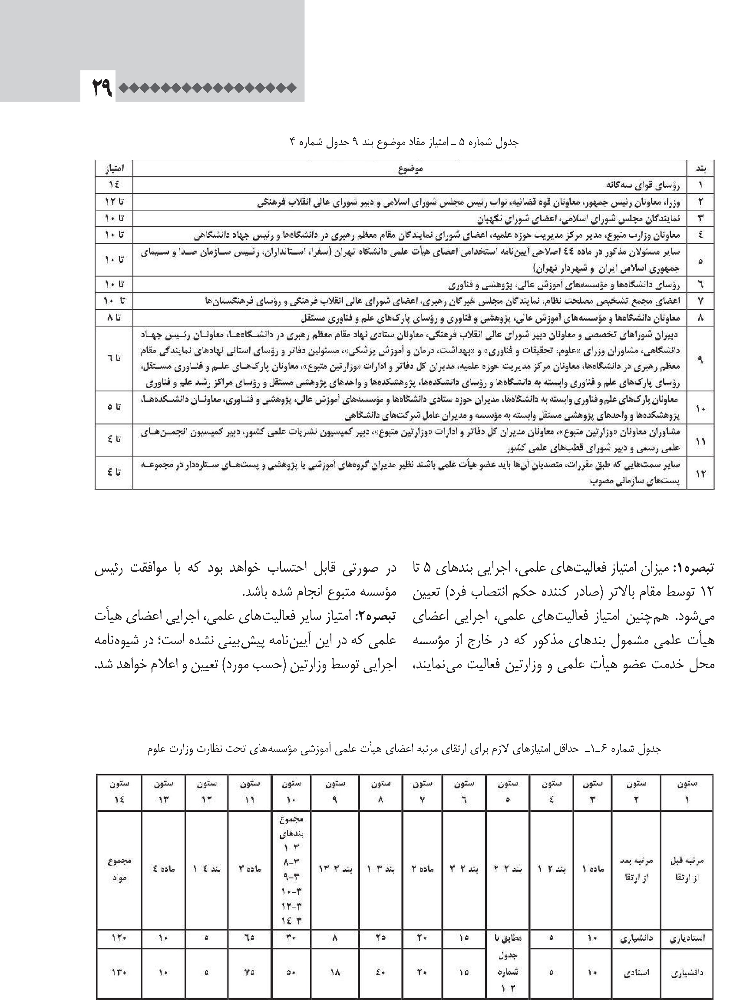 ۲۹
جدول شماره ۵ ـ امتیاز مفاد موضوع بند ۹ جدول شماره ۴
بند موضوع امتیاز
۱ رؤسای قوای سه‌گانه ۱٤
۲ وزرا، معاونان رئیس جمهور، معاونان قوه قضائیه، نواب رئیس مجلس شورای اسلامی و دبیر شورای عالی انقلاب فرهنگی تا ۱۲
۳ نمایندگان مجلس شورای اسلامی، اعضای شورای نگهبان تا ۱۰
٤ معاونان وزارت متبوع، مدیر مرکز مدیریت حوزه علمیه، اعضای شورای نمایندگان مقام معظم رهبری در دانشگاه‌ها و رئیس جهاد دانشگاهی تا ۱۰
۵ سایر مسئولان مذکور در ماده ٤٤ اصلاحی آیین‌نامه استخدامی اعضای هیأت علمی دانشگاه تهران (سفرا، استانداران، رئیس سازمان صدا و سیمای
جمهوری اسلامی ایران و شهردار تهران) تا ۱۰
٦ رؤسای دانشگاه‌ها و مؤسسه‌های آموزش عالی، پژوهشی و فناوری تا ۱۰
۷ اعضای مجمع تشخیص مصلحت نظام، نمایندگان مجلس خبرگان رهبری، اعضای شورای عالی انقلاب فرهنگی و رؤسای فرهنگستان‌ها تا ۱۰
۸ معاونان دانشگاه‌ها و مؤسسه‌های آموزش عالی، پژوهشی و فناوری و رؤسای پارک‌های علم و فناوری مستقل تا ۸
۹ دبیران شوراهای تخصصی و معاونان دبیر شورای عالی انقلاب فرهنگی، معاونان ستادی نهاد مقام معظم رهبری در دانشگاه‌ها، معاونان رئیس جهاد
دانشگاهی، مشاوران وزرای «علوم، تحقیقات و فناوری» و «بهداشت، درمان و آموزش پزشکی»، مسئولین دفاتر و رؤسای استانی نهادهای نمایندگی مقام
معظم رهبری در دانشگاه‌ها، معاونان مرکز مدیریت حوزه علمیه، مدیران کل دفاتر و ادارات «وزارتین متبوع»، معاونان پارک‌های علم و فناوری مستقل،
رؤسای پارک‌های علم و فناوری وابسته به دانشگاه‌ها و رؤسای دانشکده‌ها، پژوهشکده‌ها و واحدهای پژوهشی مستقل و رؤسای مراکز رشد علم و فناوری تا ٦
۱۰ معاونان پارک‌های علم و فناوری وابسته به دانشگاه‌ها، مدیران حوزه ستادی دانشگاه‌ها و مؤسسه‌های آموزش عالی، پژوهشی و فناوری، معاونان دانشکده‌ها،
پژوهشکده‌ها و واحدهای پژوهشی مستقل وابسته به مؤسسه و مدیران عامل شرکت‌های دانشگاهی تا ۵
۱۱ مشاوران معاونان «وزارتین متبوع»، معاونان مدیران کل دفاتر و ادارات «وزارتین متبوع»، دبیر کمیسیون نشریات علمی کشور، دبیر کمیسیون انجمن‌های
علمی رسمی و دبیر شورای قطب‌های علمی کشور تا ٤
۱۲ سایر سمت‌هایی که طبق مقررات، متصدیان آن‌ها باید عضو هیأت علمی باشند نظیر مدیران گروه‌های آموزشی یا پژوهشی و پست‌های ستاره‌دار در مجموعه
پست‌های سازمانی مصوب تا ٤
تبصره۱: میزان امتیاز فعالیت‌های علمی، اجرایی بندهای ۵ تا
۱۲ توسط مقام بالاتر (صادر کننده حکم انتصاب فرد) تعیین
می‌شود. هم‌چنین امتیاز فعالیت‌های علمی، اجرایی اعضای
هیأت علمی مشمول بندهای مذکور که در خارج از مؤسسه
محل خدمت عضو هیأت علمی و وزارتین فعالیت می‌نمایند،
در صورتی قابل احتساب خواهد بود که با موافقت رئیس
مؤسسه متبوع انجام شده باشد.
تبصره۲: امتیاز سایر فعالیت‌های علمی، اجرایی اعضای هیأت
علمی که در این آیین‌نامه پیش‌بینی نشده است؛ در شیوه‌نامه
اجرایی توسط وزارتین (حسب مورد) تعیین و اعلام خواهد شد.
جدول شماره ۶ـ۱ـ حداقل امتیازهای لازم برای ارتقای مرتبه اعضای هیأت علمی آموزشی مؤسسه‌های تحت نظارت وزارت علوم
ستون ستون ستون ستون ستون ستون ستون ستون ستون ستون ستون ستون ستون ستون
۱ ۲ ۳ ٤ ۵ ٦ ۷ ۸ ۹ ۱۰ ۱۱ ۱۲ ۱۳ ۱٤
مرتبه قبل
از ارتقا
مرتبه بعد
از ارتقا
ماده ۱
بند ۲ ۱
بند ۲ ۲
بند ۲ ۳
ماده ۲
بند ۳ ۱
بند ۳ ۱۳
مجموع
بندهای
۳ ۱
۳-۸
۳-۹
۳-۱۰
۳-۱۲
۳-۱٤
ماده ۳
بند ٤ ۱
ماده ٤
مجموع
مواد
استادیاری دانشیاری ۱۰ ۵ مطابق با ۱۵ ۲۰ ۲۵ ۸ ۳۰ ٦۵ ۵ ۱۰ ۱۲۰
جدول
دانشیاری استادی ۱۰ ۵ شماره ۱۵ ۲۰ ٤۰ ۱۸ ۵۰ ۷۵ ۵ ۱۰ ۱۳۰
۲ ۱